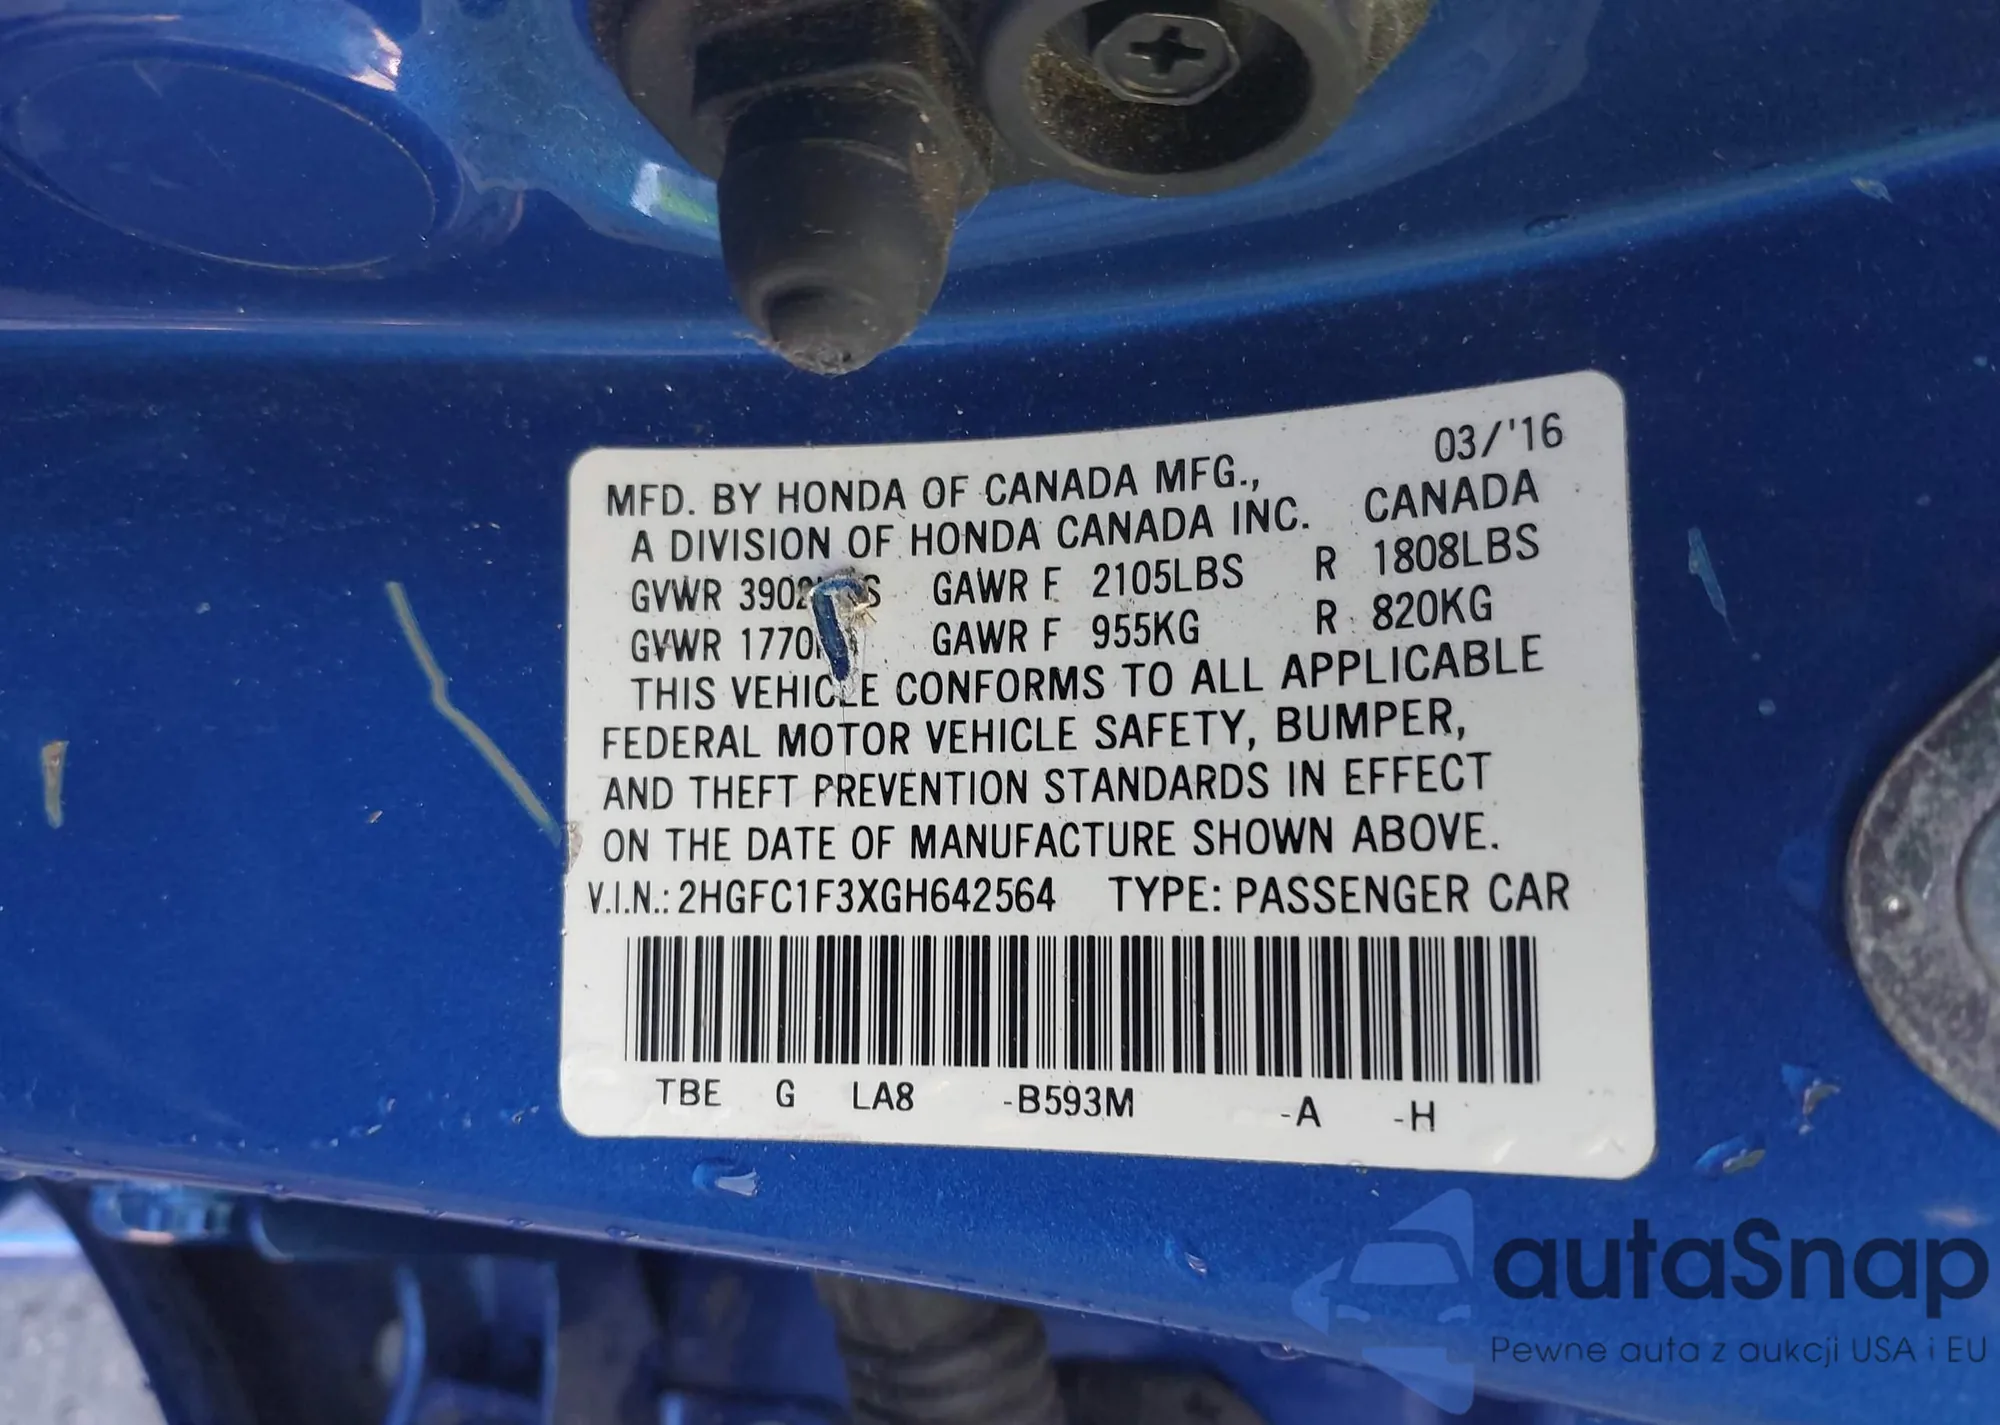 03/'16
MFD. BY HONDA OF CANADA MFG.,
A DIVISION OF HONDA CANADA INC. CANADA
GVWR GAWR F 2105LBS R 1808LBS
GVWR GAWR F 955KG R 820KG
THIS VEHICLE CONFORMS TO ALL APPLICABLE
FEDERAL MOTOR VEHICLE SAFETY, BUMPER,
AND THEFT PREVENTION STANDARDS IN EFFECT
ON THE DATE OF MANUFACTURE SHOWN ABOVE.
V.I.N.: 2HGFC1F3XGH642564 TYPE: PASSENGER CAR
TBE G LA8 -B593M -A -H
autaSnap
Pewne auta z aukcji USA i EU